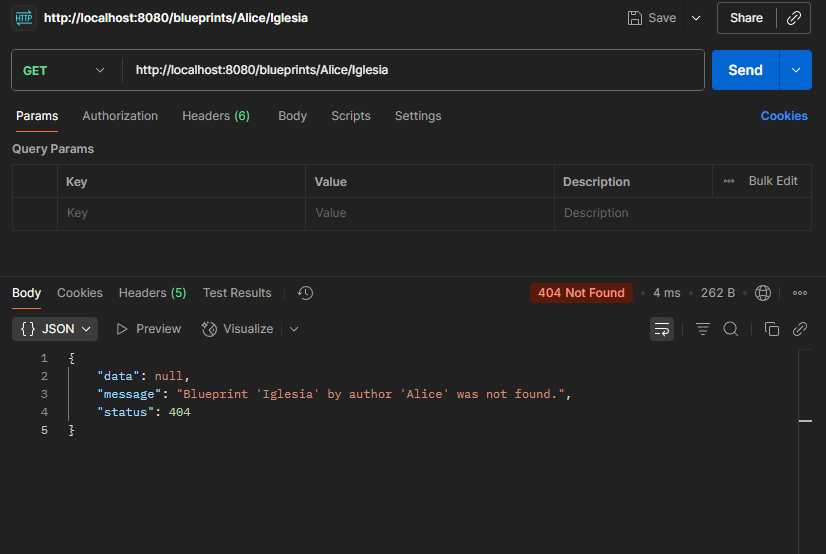 HTTP http://localhost:8080/blueprints/Alice/Iglesia Save Share
GET http://localhost:8080/blueprints/Alice/Iglesia Send
Params Authorization Headers (6) Body Scripts Settings Cookies
Query Params
Key Value Description Bulk Edit
Key Value Description
Body Cookies Headers (5) Test Results 404 Not Found • 4 ms • 262 B •
{ } JSON Preview Visualize
1 {
2 "data": null,
3 "message": "Blueprint 'Iglesia' by author 'Alice' was not found.",
4 "status": 404
5 }